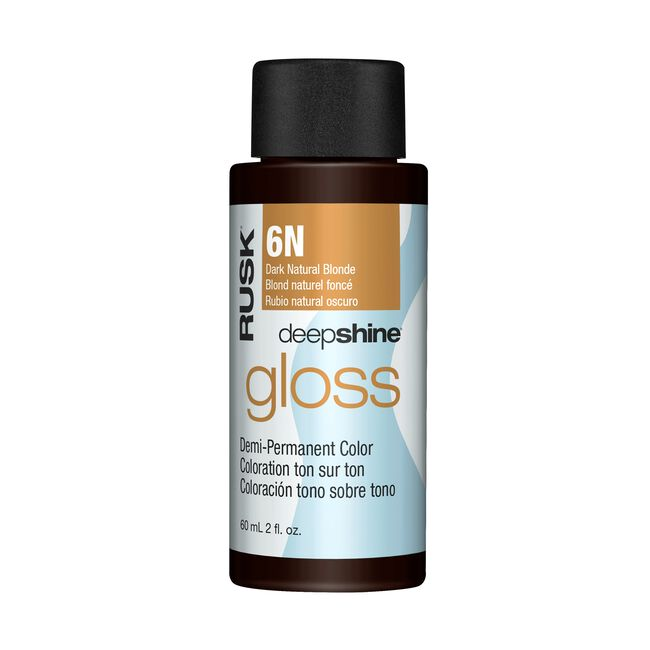 RUSK®
6N
Dark Natural Blonde
Blond naturel foncé
Rubio natural oscuro
deepshine™
gloss
Demi-Permanent Color
Coloration ton sur ton
Coloración tono sobre tono
60 mL 2 fl. oz.